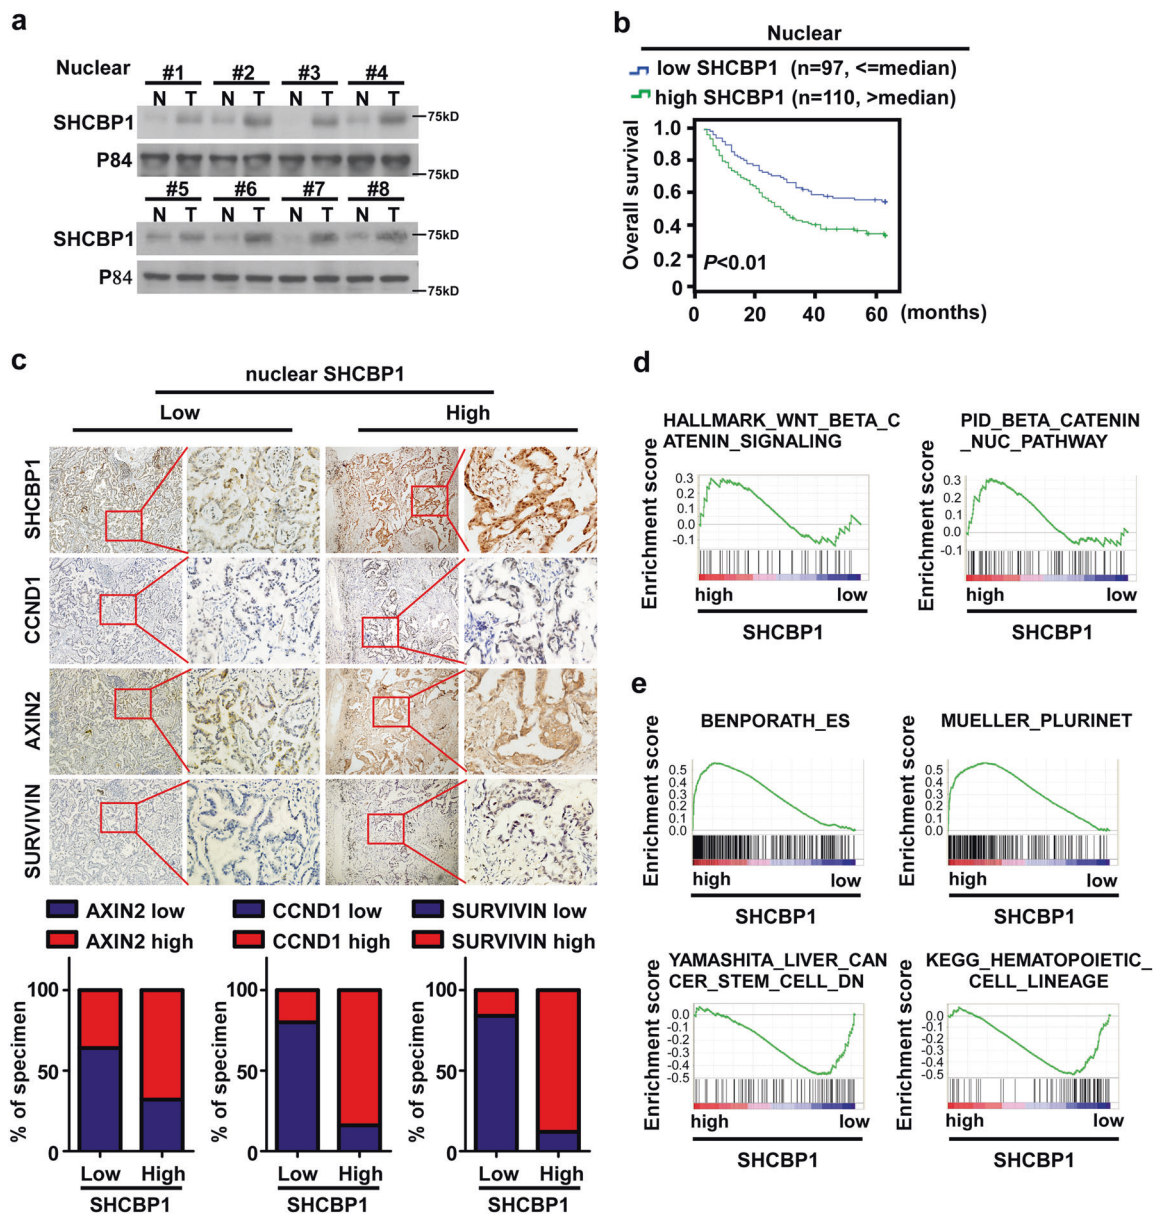 a
Nuclear
#1 #2 #3 #4
N T N T N T N T
SHCBP1
75kD
P84
75kD
#5 #6 #7 #8
N T N T N T N T
SHCBP1
75kD
P84
75kD
b
Nuclear
low SHCBP1 (n=97, <=median)
high SHCBP1 (n=110, >median)
Overall survival
1.0
0.8
0.6
0.4
0.2
0
P<0.01
0 20 40 60 (months)
c
nuclear SHCBP1
Low High
SHCBP1
CCND1
AXIN2
SURVIVIN
AXIN2 low
AXIN2 high
CCND1 low
CCND1 high
SURVIVIN low
SURVIVIN high
% of specimen
100
50
0
Low High
SHCBP1
% of specimen
100
50
0
Low High
SHCBP1
% of specimen
100
50
0
Low High
SHCBP1
d
HALLMARK_WNT_BETA_C
ATENIN_SIGNALING
Enrichment score
0.3
0.2
0.1
0.0
-0.1
high low
SHCBP1
PID_BETA_CATENIN
_NUC_PATHWAY
Enrichment score
0.3
0.2
0.1
0.0
-0.1
high low
SHCBP1
e
BENPORATH_ES
Enrichment score
0.5
0.4
0.3
0.2
0.1
0.0
high low
SHCBP1
MUELLER_PLURINET
Enrichment score
0.5
0.4
0.3
0.2
0.1
0.0
high low
SHCBP1
YAMASHITA_LIVER_CAN
CER_STEM_CELL_DN
Enrichment score
0.0
-0.1
-0.2
-0.3
-0.4
-0.5
high low
SHCBP1
KEGG_HEMATOPOIETIC_
CELL_LINEAGE
Enrichment score
0.0
-0.1
-0.2
-0.3
-0.4
-0.5
high low
SHCBP1